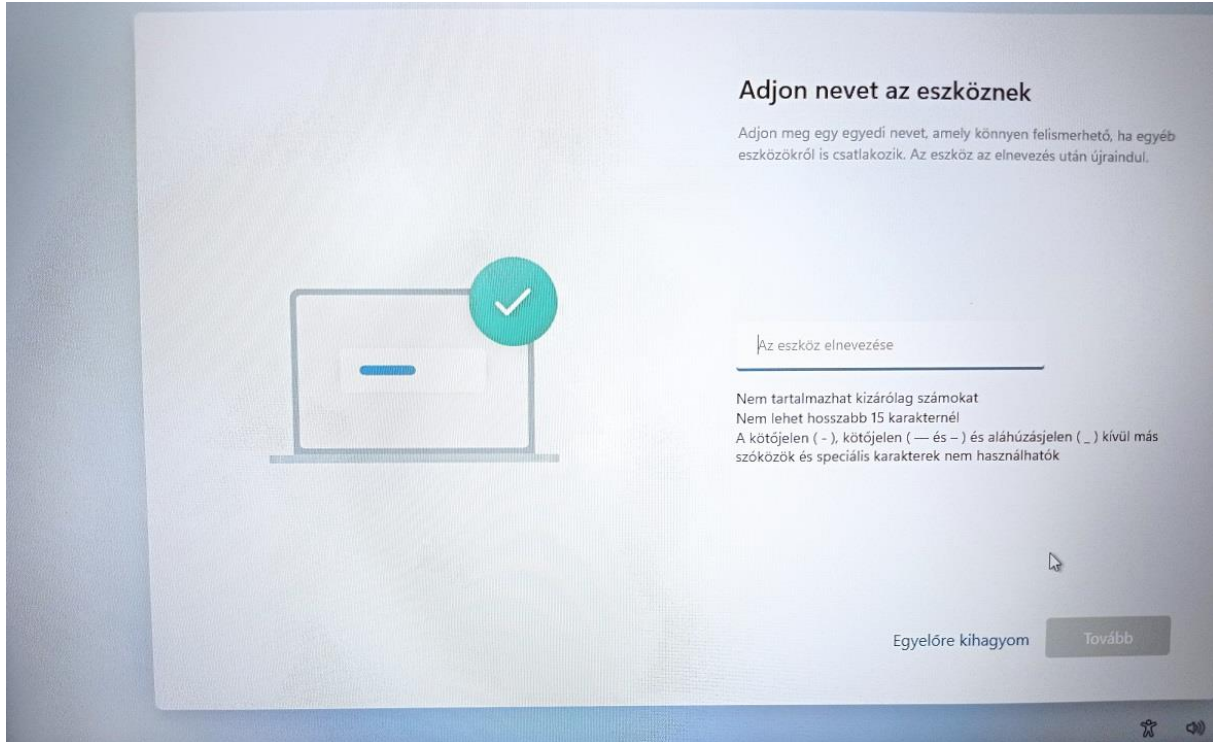 Adjon nevet az eszköznek
Adjon meg egy egyedi nevet, amely könnyen felismerhető, ha egyéb
eszközökről is csatlakozik. Az eszköz az elnevezés után újraindul.
Az eszköz elnevezése
Nem tartalmazhat kizárólag számokat
Nem lehet hosszabb 15 karakternél
A kötőjelen ( - ), kötőjelen ( — és – ) és aláhúzásjelen ( _ ) kívül más
szóközök és speciális karakterek nem használhatók
Egyelőre kihagyom
Tovább